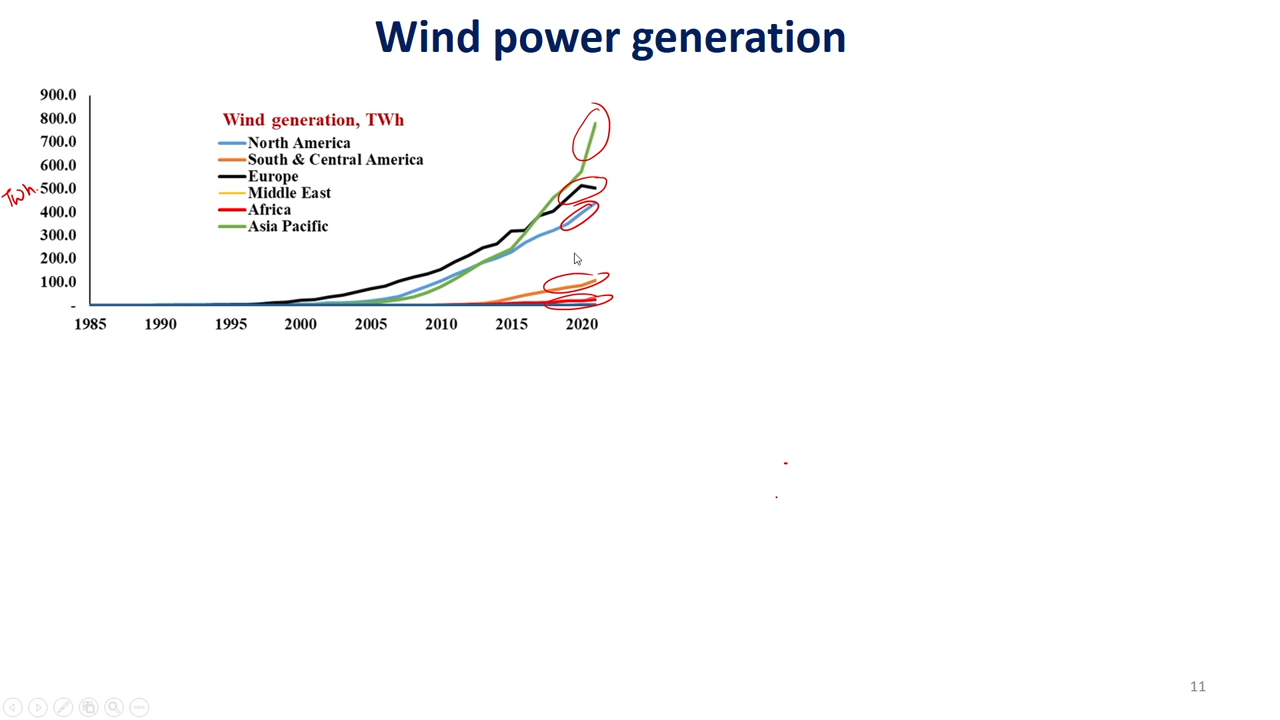 Wind power generation
900.0
800.0
700.0
600.0
500.0
400.0
300.0
200.0
100.0
-
TWh.
Wind generation, TWh
North America
South & Central America
Europe
Middle East
Africa
Asia Pacific
1985 1990 1995 2000 2005 2010 2015 2020
11